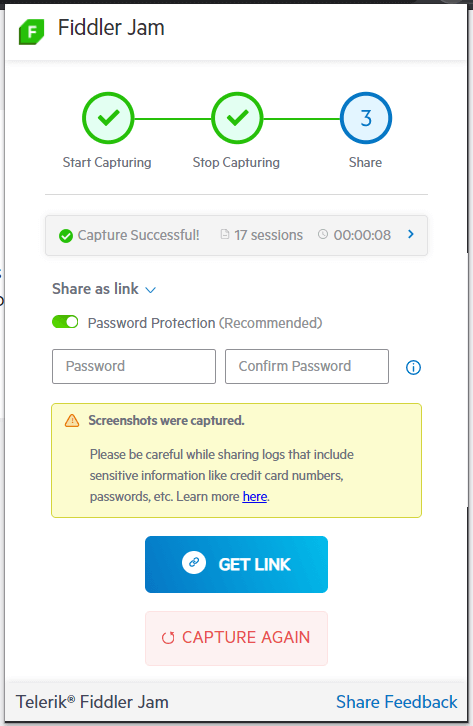 F Fiddler Jam
3
Start Capturing Stop Capturing Share
Capture Successful! 17 sessions 00:00:08
Share as link
Password Protection (Recommended)
Password Confirm Password
Screenshots were captured.
Please be careful while sharing logs that include
sensitive information like credit card numbers,
passwords, etc. Learn more here.
GET LINK
CAPTURE AGAIN
Telerik® Fiddler Jam Share Feedback